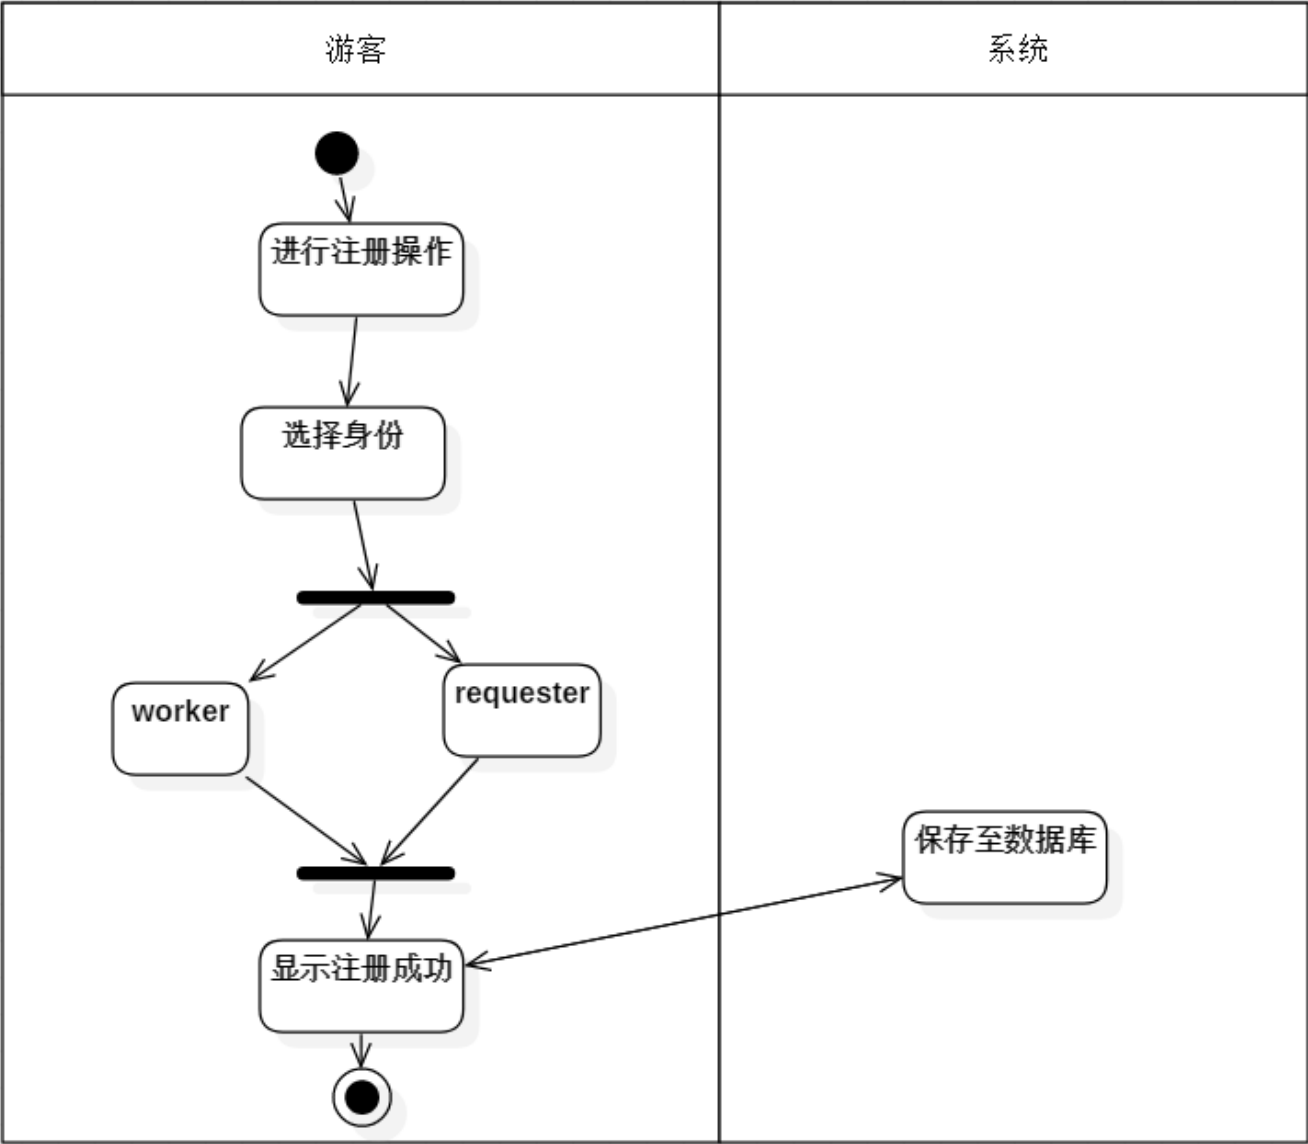 游客
系统
进行注册操作
选择身份
worker
requester
保存至数据库
显示注册成功